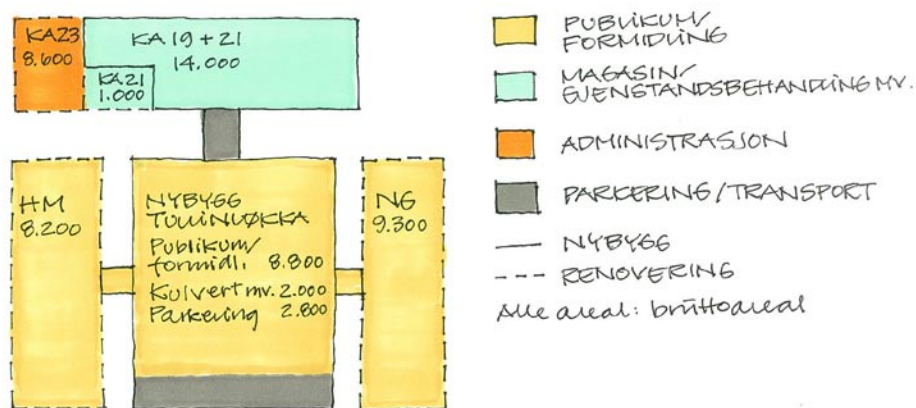 KA23
8.600
KA 19 + 21
14.000
KA21
1.000
HM
8.200
NYBYGG
TULLINLØKKA
Publikum/
formidl. 8.800
Kulvert mv. 2.000
Parkering 2.800
NG
9.300
PUBLIKUM/
FORMIDLING
MAGASIN/
GJENSTANDSBEHANDLING MV.
ADMINISTRASJON
PARKERING / TRANSPORT
NYBYGG
RENOVERING
Alle areal: bruttoareal